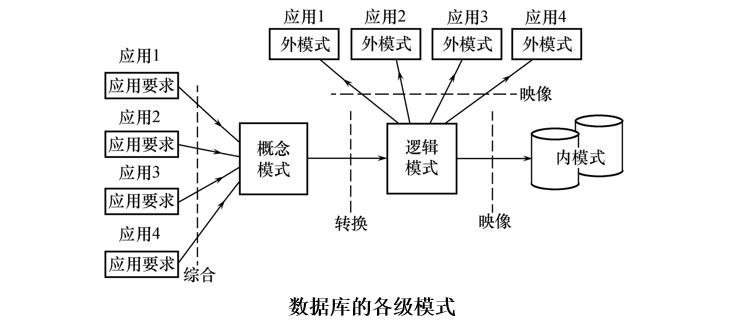 应用1
应用2
应用3
应用4
外模式
外模式
外模式
外模式
应用1
应用要求
应用2
应用要求
应用3
应用要求
应用4
应用要求
综合
概念
模式
转换
逻辑
模式
映像
映像
内模式
数据库的各级模式